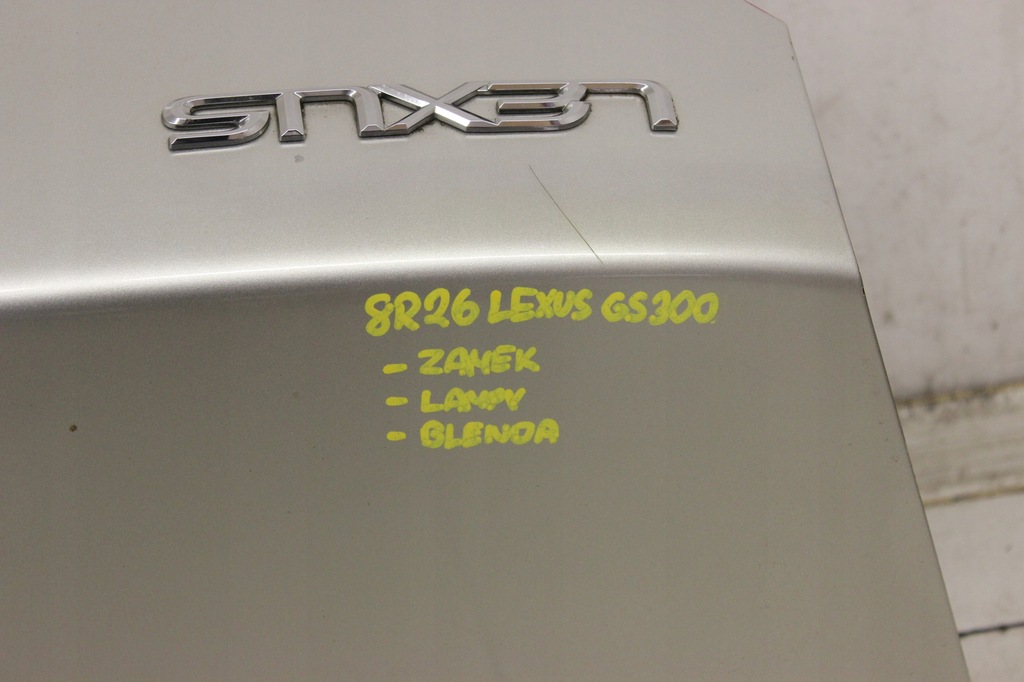 LEXUS
8R26 LEXUS GS300
- ZAMEK
- LAMPY
- BLENDA